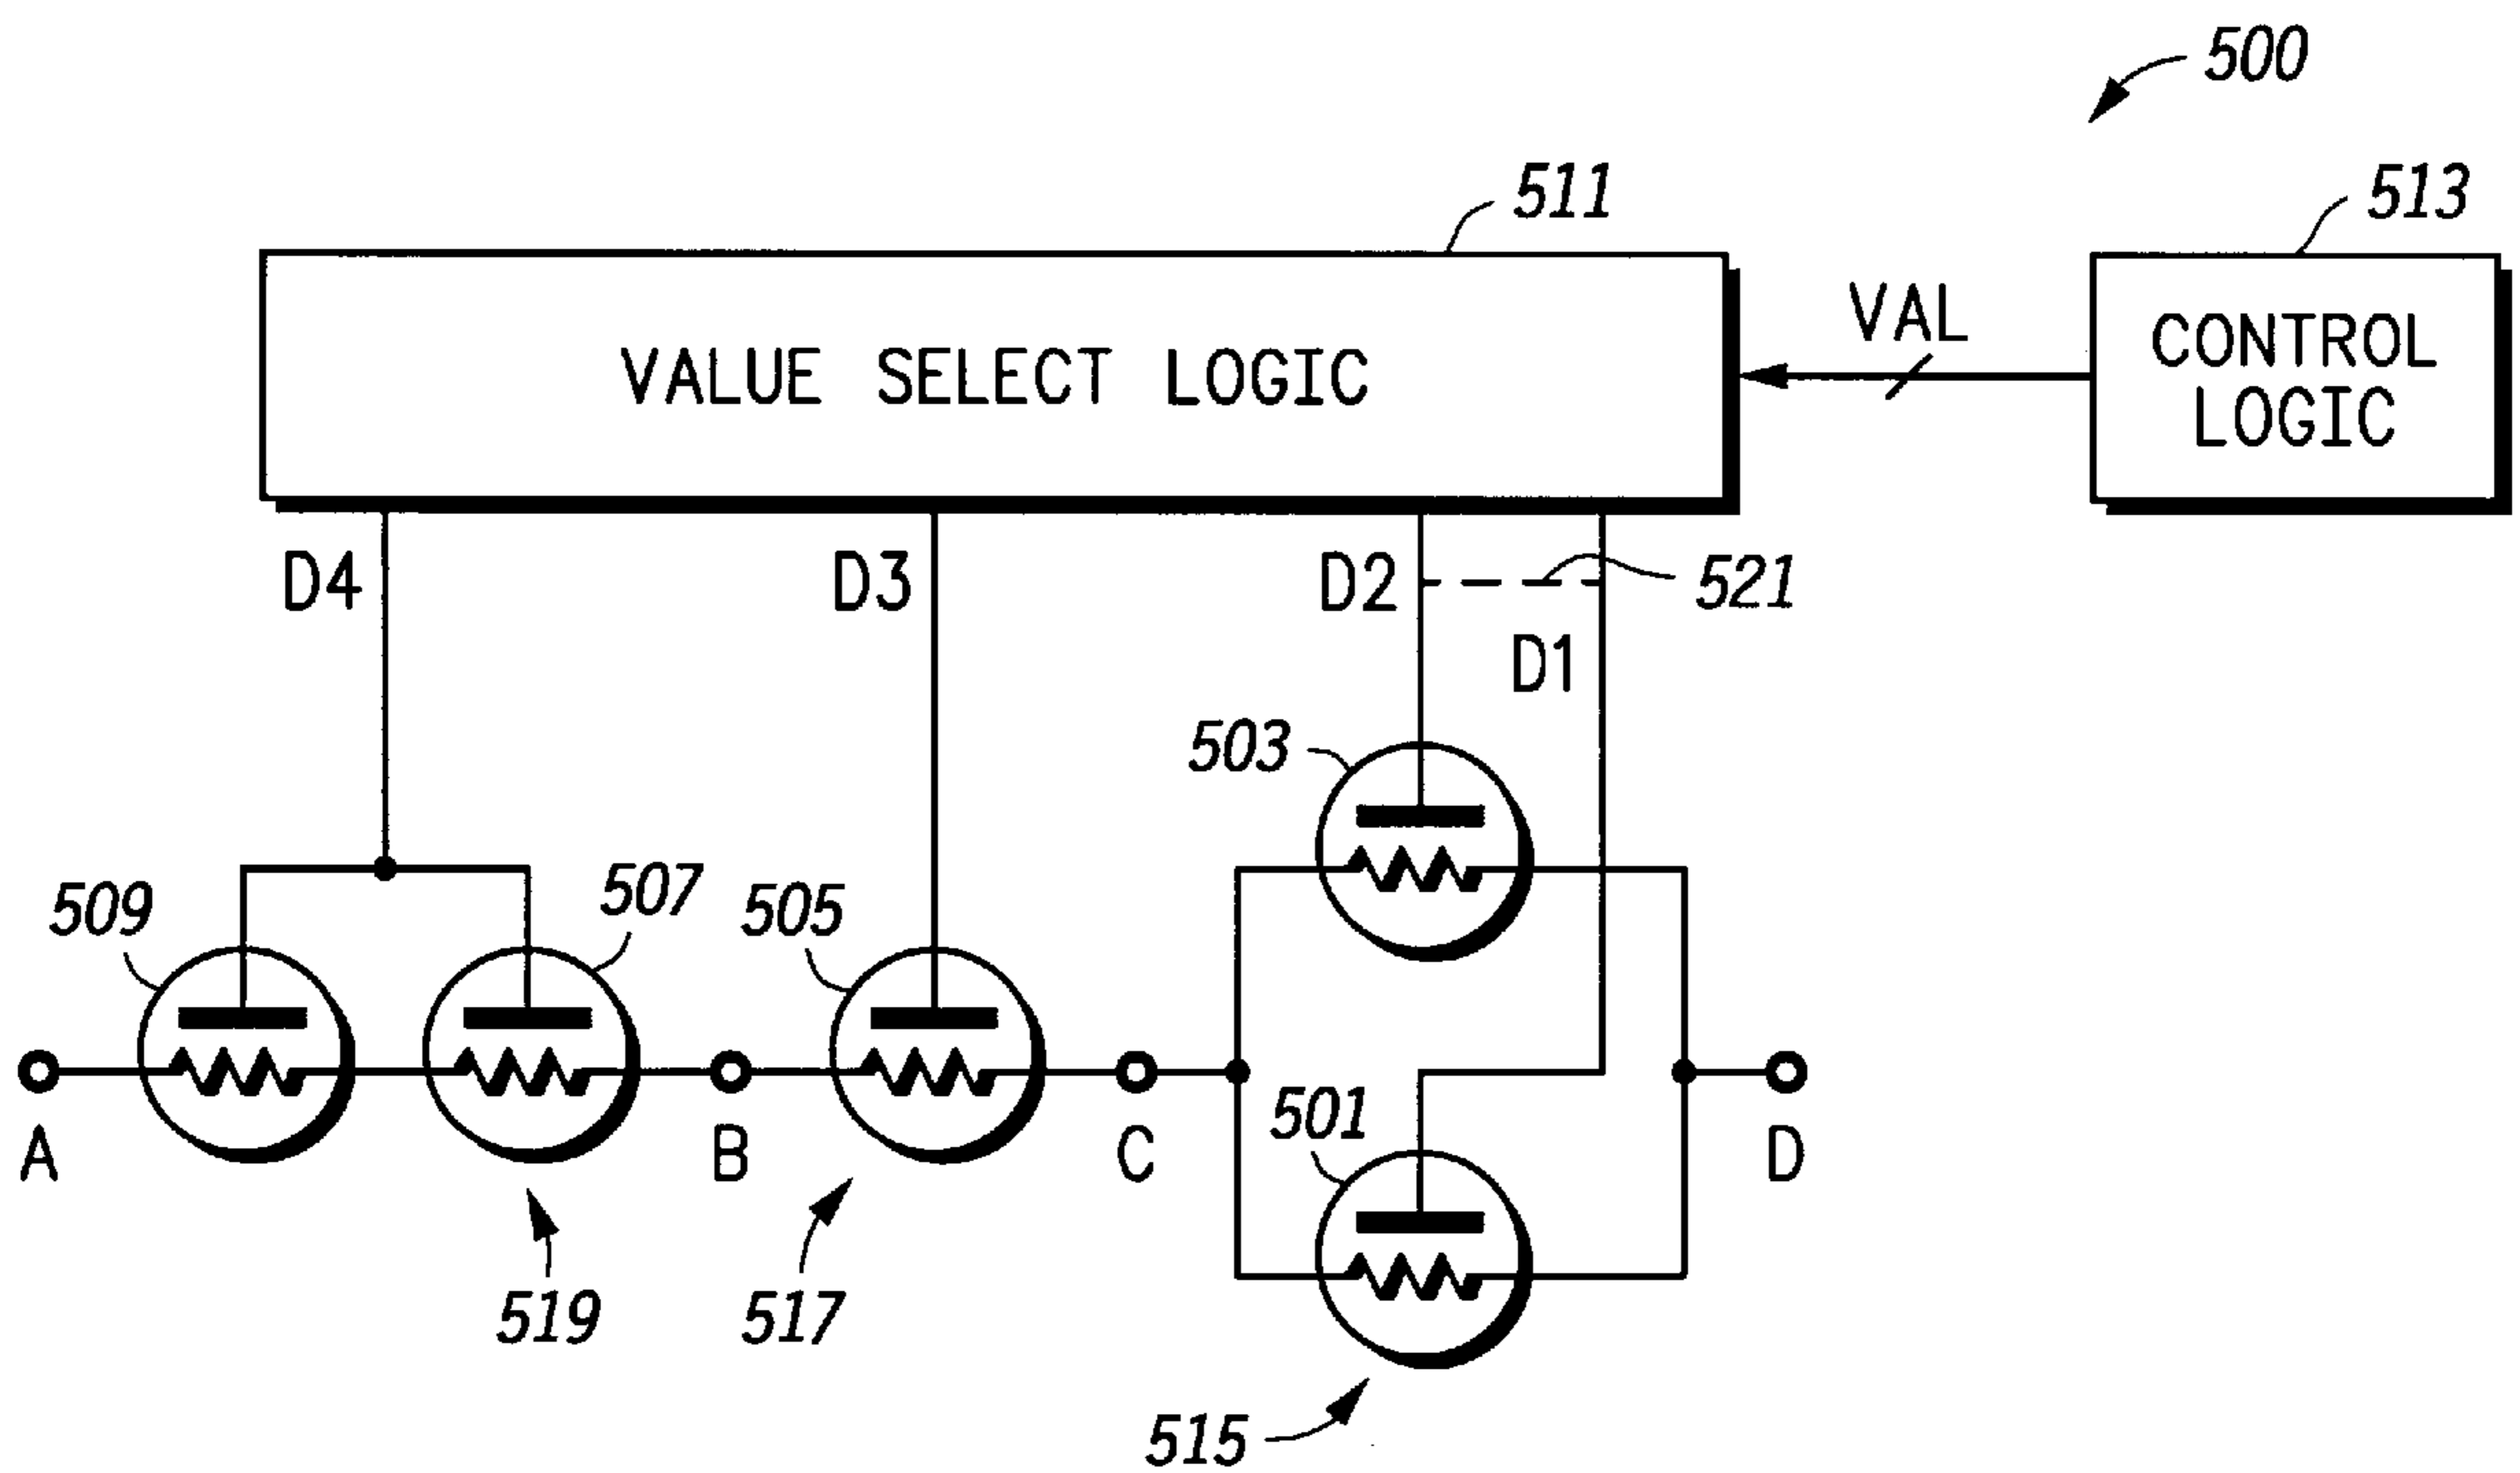 500
511
513
VALUE SELECT LOGIC
VAL
CONTROL
LOGIC
D4
D3
D2
521
D1
503
509
507
505
501
A
B
C
D
519
517
515